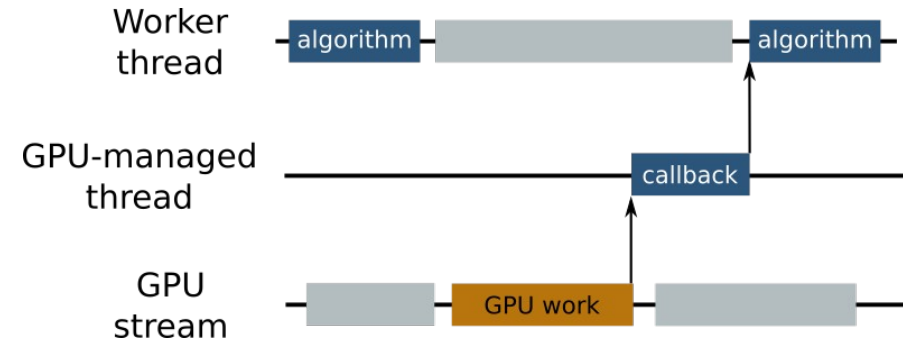 Worker
thread
algorithm
algorithm
GPU-managed
thread
callback
GPU
stream
GPU work